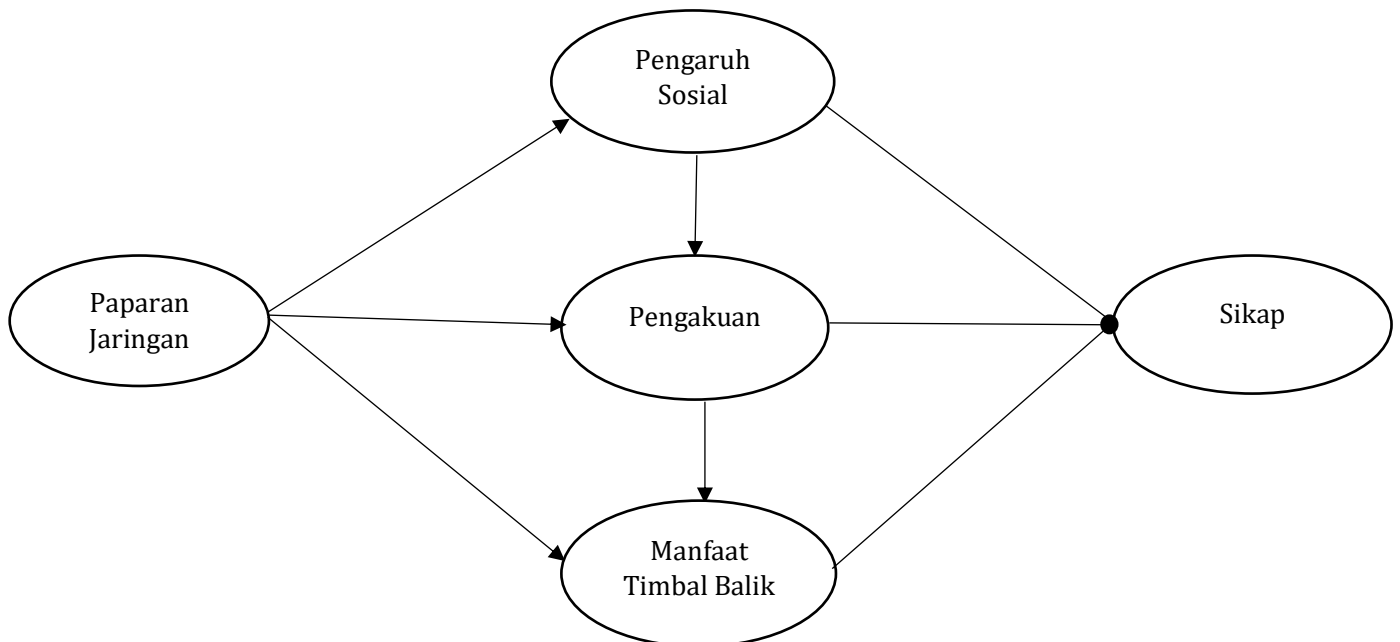 Pengaruh
Sosial
Paparan
Jaringan
Pengakuan
Sikap
Manfaat
Timbal Balik